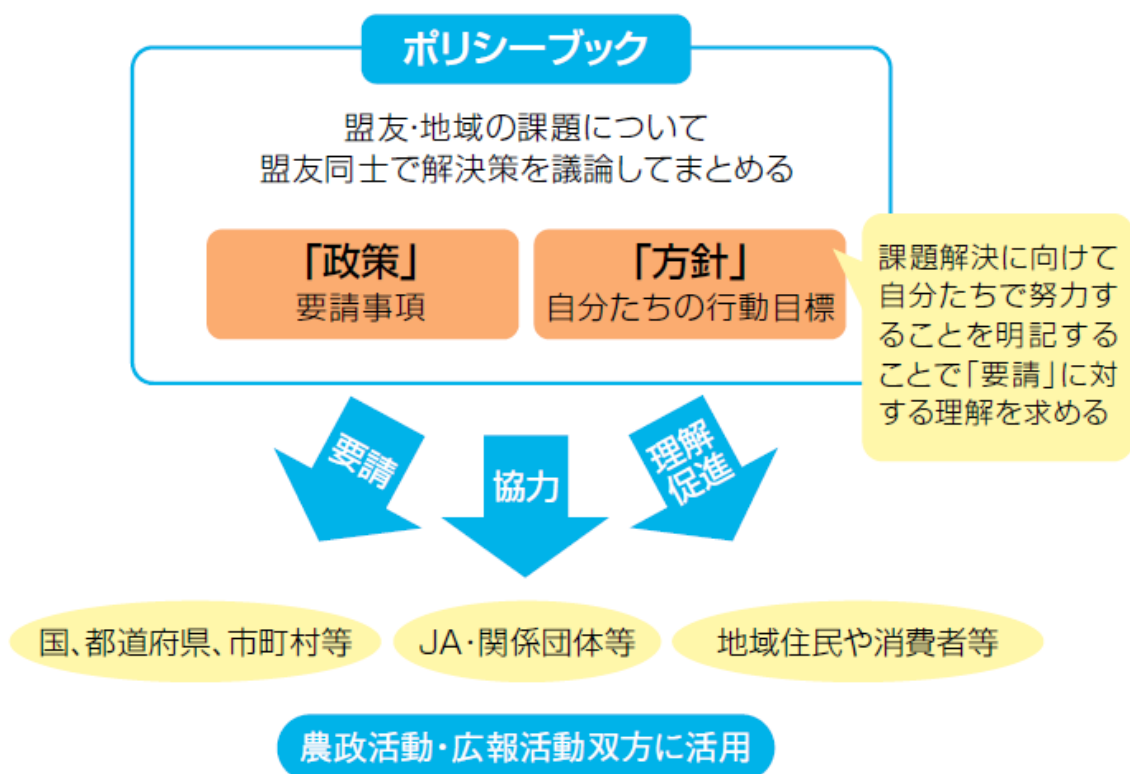 ポリシーブック
盟友・地域の課題について
盟友同士で解決策を議論してまとめる
「政策」
要請事項
「方針」
自分たちの行動目標
課題解決に向けて
自分たちで努力す
ることを明記する
ことで「要請」に対
する理解を求める
要請
協力
理解
促進
国、都道府県、市町村等
JA・関係団体等
地域住民や消費者等
農政活動・広報活動双方に活用